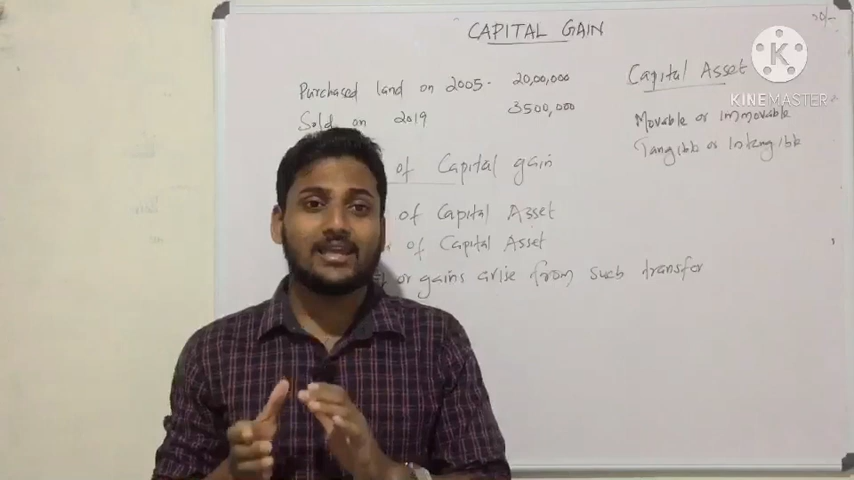 CAPITAL GAIN
Purchased land on 2005. 20,00,000
Sold on 2019 3500,000
of Capital gain
of Capital Asset
of Capital Asset
or gains arise from such transfer
Capital Asset
Movable or immovable
Tangible or Intangible
K
KINEMASTER